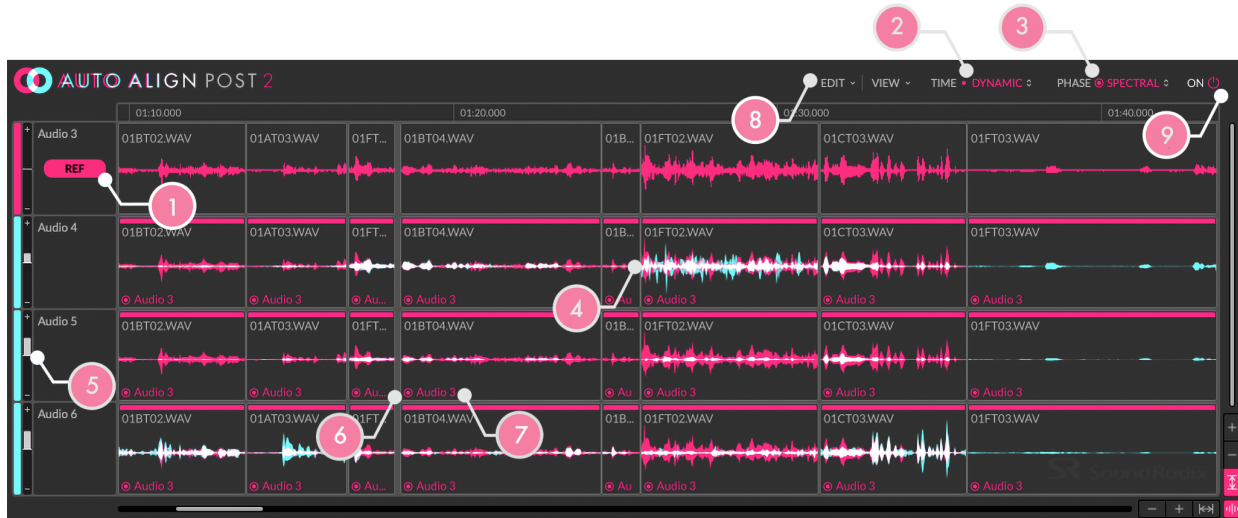 2
3
AUTO ALIGN POST 2
EDIT
VIEW
TIME • DYNAMIC
PHASE SPECTRAL
ON
01:10.000
01:20.000
01:30.000
01:40.000
8
9
+
Audio 3
REF
-
1
01BT02.WAV
01AT03.WAV
01FT...
01BT04.WAV
01B...
01FT02.WAV
01CT03.WAV
01FT03.WAV
+
Audio 4
-
01BT02.WAV
01AT03.WAV
01FT...
01BT04.WAV
01B...
01FT02.WAV
01CT03.WAV
01FT03.WAV
4
Audio 3
Audio 3
Au...
Audio 3
Au
Audio 3
Audio 3
Audio 3
+
Audio 5
-
5
01BT02.WAV
01AT03.WAV
01FT...
01BT04.WAV
01B...
01FT02.WAV
01CT03.WAV
01FT03.WAV
Audio 3
Audio 3
Au...
Audio 3
Au
Audio 3
Audio 3
Audio 3
+
Audio 6
-
01BT02.WAV
01AT03.WAV
01FT...
01BT04.WAV
01B...
01FT02.WAV
01CT03.WAV
01FT03.WAV
6
7
SR SoundRadix
Audio 3
Audio 3
Au...
Audio 3
Au
Audio 3
Audio 3
Audio 3
+
−
− +